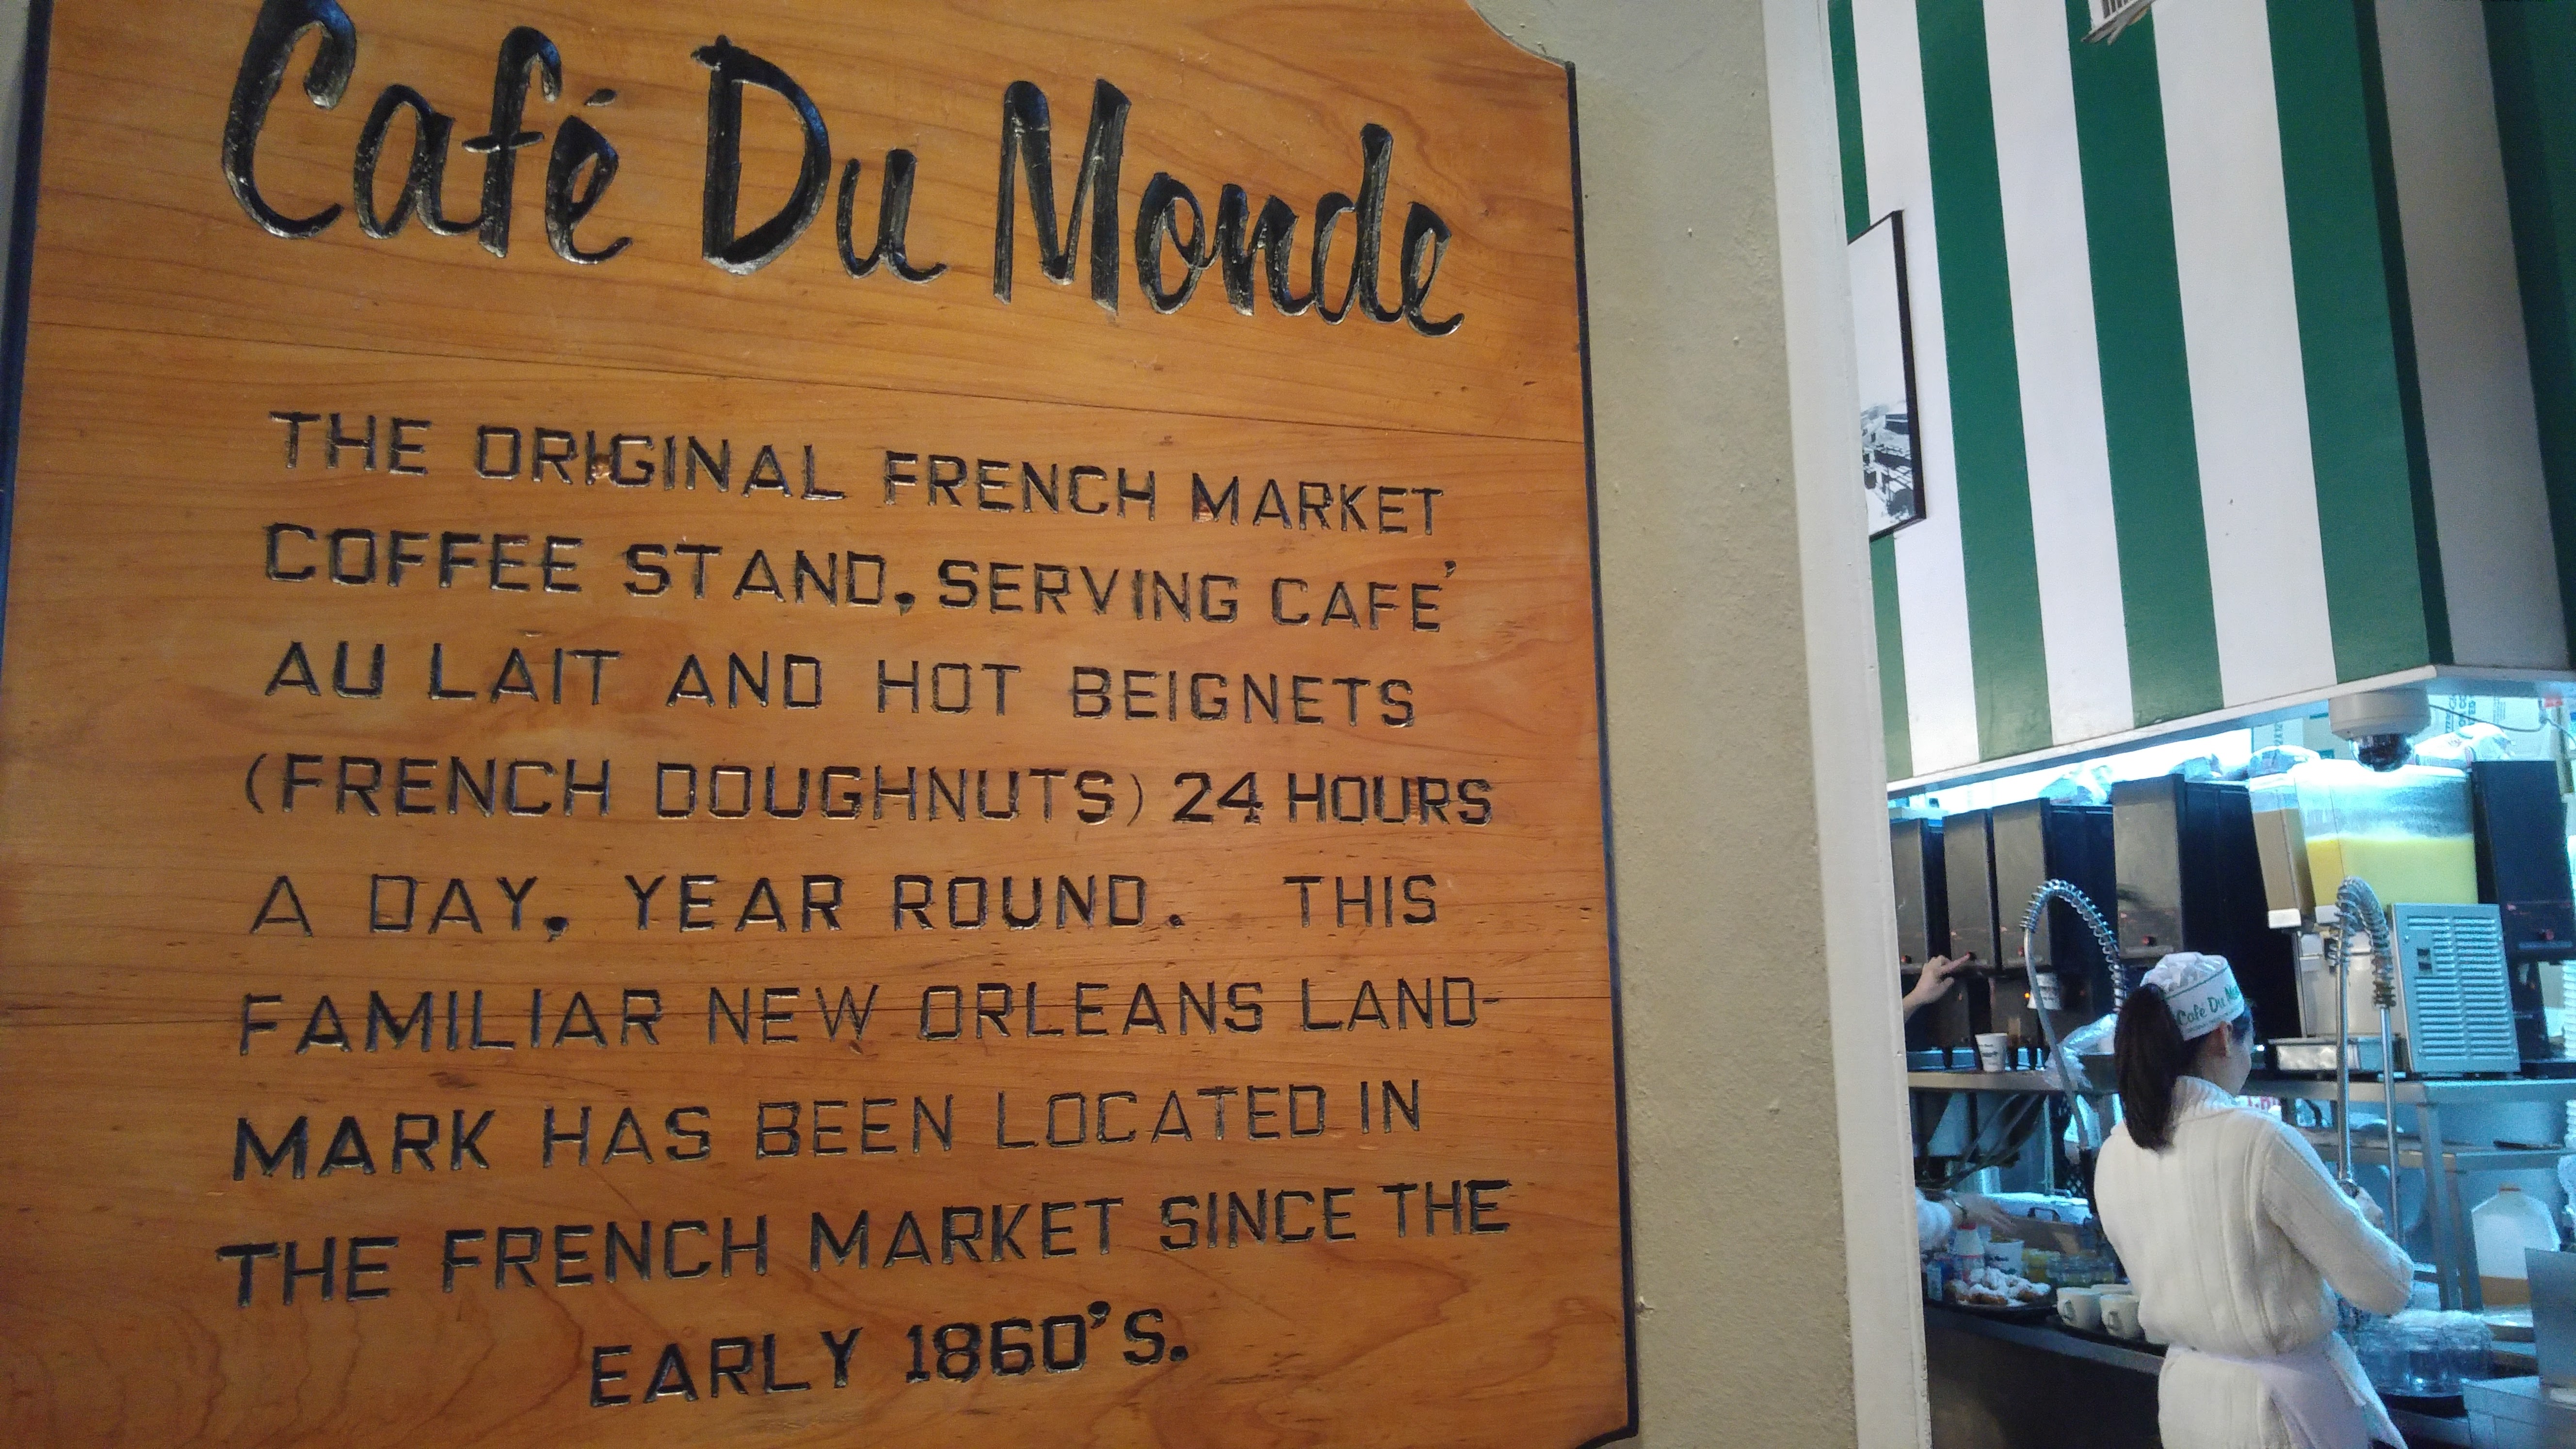 Café Du Monde
THE ORIGINAL FRENCH MARKET
COFFEE STAND, SERVING CAFE'
AU LAIT AND HOT BEIGNETS
(FRENCH DOUGHNUTS) 24 HOURS
A DAY, YEAR ROUND. THIS
FAMILIAR NEW ORLEANS LAND-
MARK HAS BEEN LOCATED IN
THE FRENCH MARKET SINCE THE
EARLY 1860'S.
Café Du